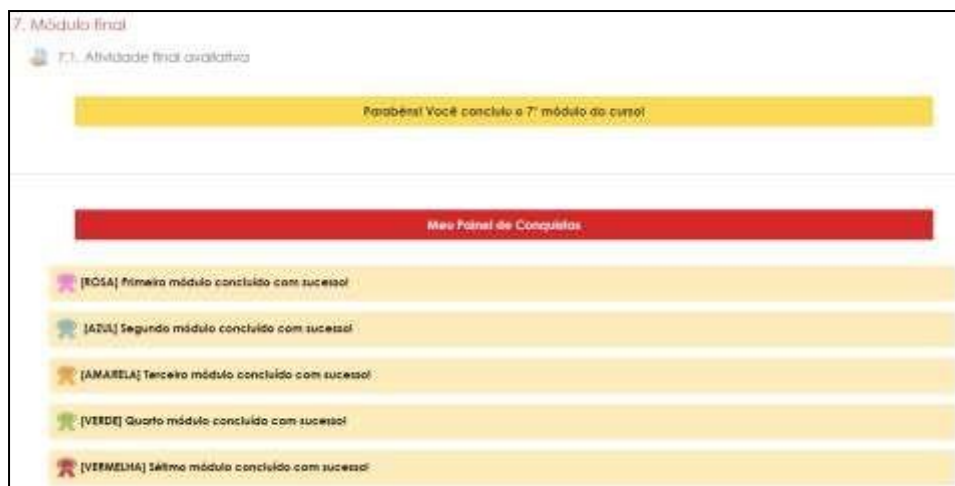 7. Módulo final
7.1. Atividade final avaliativa
Parabéns! Você concluiu o 7º módulo do curso!
Meu Painel de Conquistas
[ROSA] Primeiro módulo concluído com sucesso!
[AZUL] Segundo módulo concluído com sucesso!
[AMARELA] Terceiro módulo concluído com sucesso!
[VERDE] Quarto módulo concluído com sucesso!
[VERMELHA] Sétimo módulo concluído com sucesso!